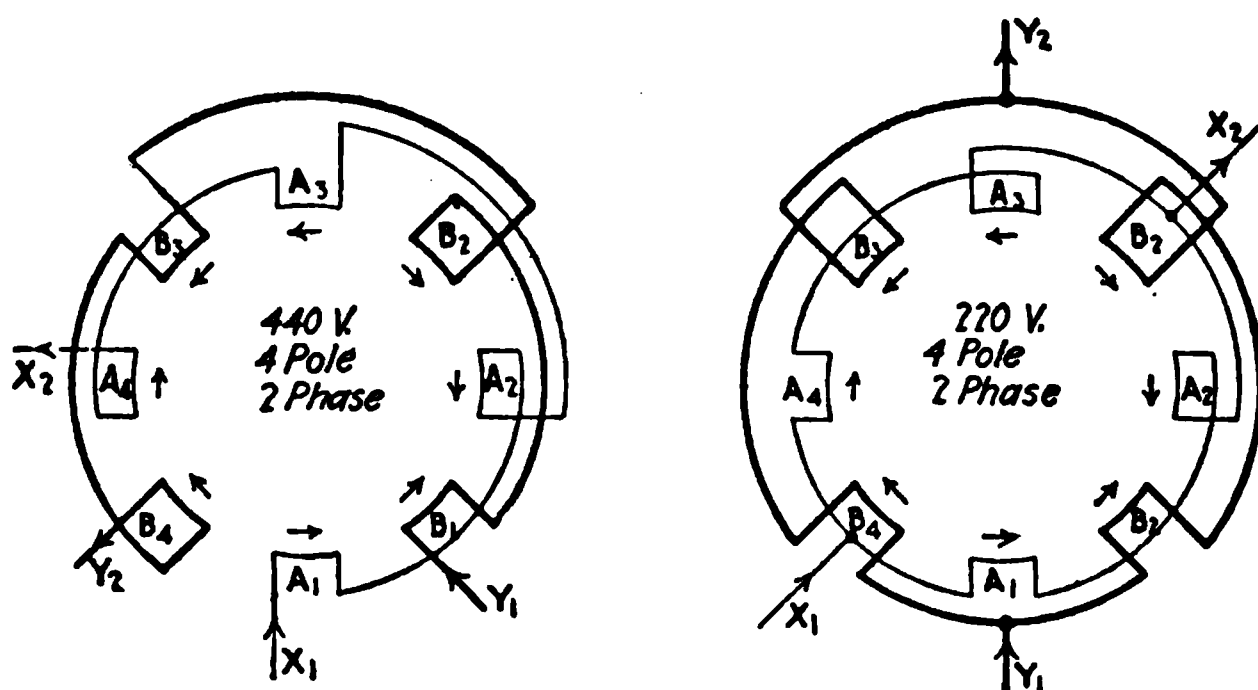 A₃
B₃
B₂
440 V.
4 Pole
2 Phase
X₂
A₄
A₂
B₄
B₁
Y₂
A₁
Y₁
X₁
Y₂
X₂
A₃
B₃
B₂
220 V.
4 Pole
2 Phase
A₄
A₂
B₄
B₂
A₁
X₁
Y₁